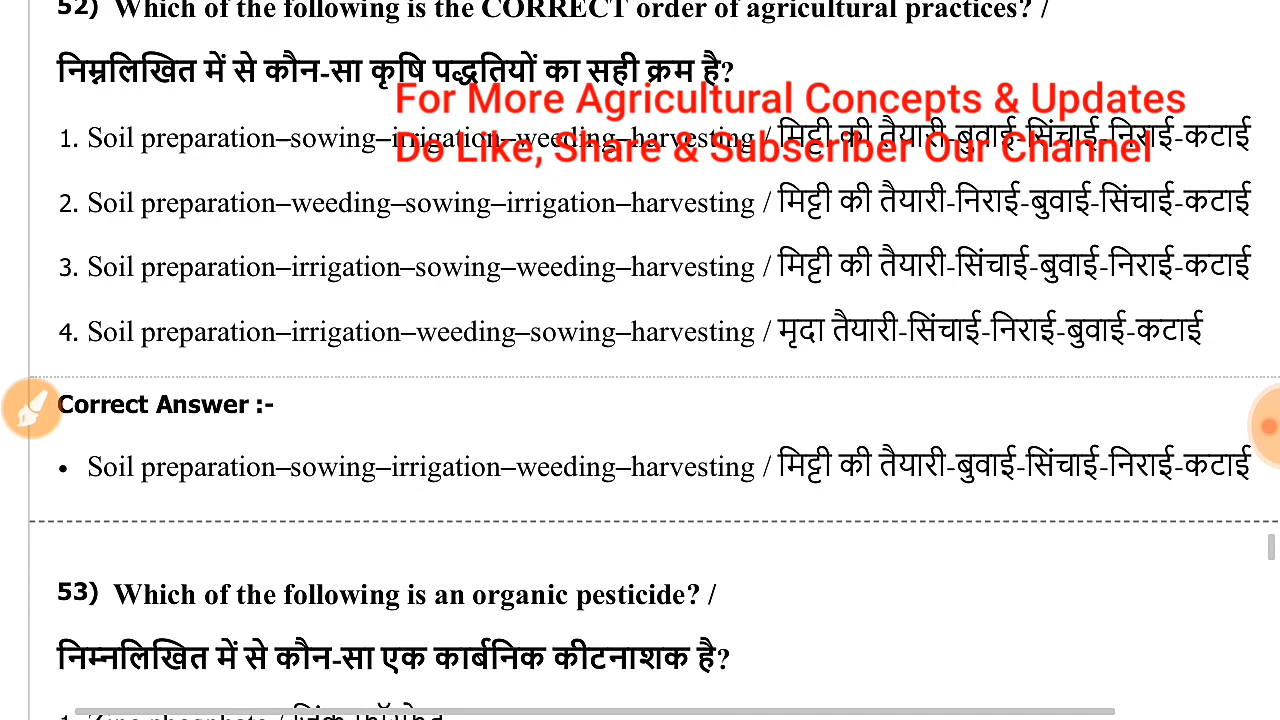 52) Which of the following is the CORRECT order of agricultural practices? /
निम्नलिखित में से कौन-सा कृषि पद्धतियों का सही क्रम है?
For More Agricultural Concepts & Updates
Do Like, Share & Subscriber Our Channel
1. Soil preparation–sowing–irrigation–weeding–harvesting / मिट्टी की तैयारी-बुवाई-सिंचाई-निराई-कटाई
2. Soil preparation–weeding–sowing–irrigation–harvesting / मिट्टी की तैयारी-निराई-बुवाई-सिंचाई-कटाई
3. Soil preparation–irrigation–sowing–weeding–harvesting / मिट्टी की तैयारी-सिंचाई-बुवाई-निराई-कटाई
4. Soil preparation–irrigation–weeding–sowing–harvesting / मृदा तैयारी-सिंचाई-निराई-बुवाई-कटाई
Correct Answer :-
• Soil preparation–sowing–irrigation–weeding–harvesting / मिट्टी की तैयारी-बुवाई-सिंचाई-निराई-कटाई
53) Which of the following is an organic pesticide? /
निम्नलिखित में से कौन-सा एक कार्बनिक कीटनाशक है?